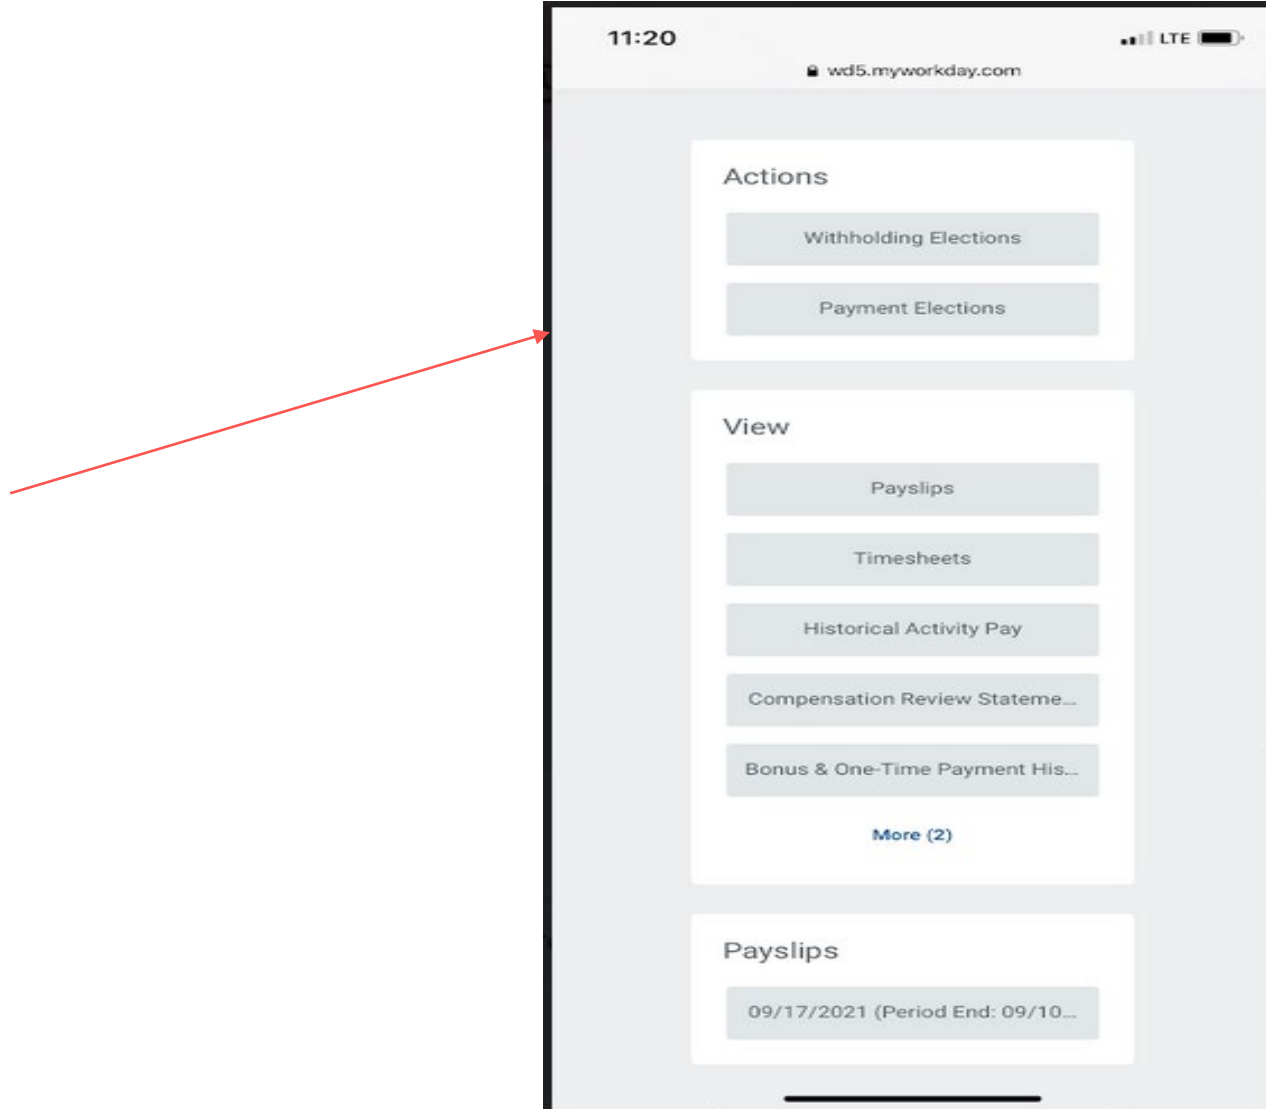 11:20
LTE
wd5.myworkday.com
Actions
Withholding Elections
Payment Elections
View
Payslips
Timesheets
Historical Activity Pay
Compensation Review Stateme...
Bonus & One-Time Payment His...
More (2)
Payslips
09/17/2021 (Period End: 09/10...